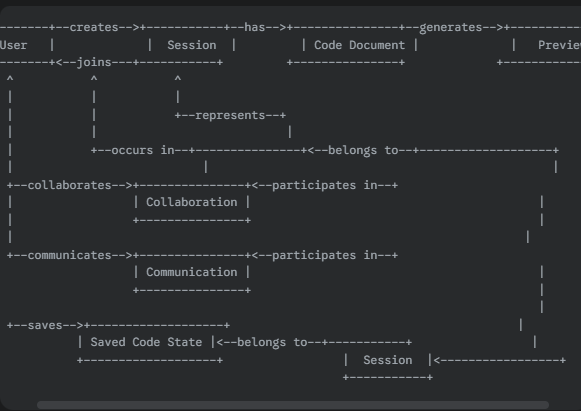 -------+--creates-->+-----------+--has-->+---------------+--generates-->+----------
User   |             |  Session  |         | Code Document |             |   Previe
-------+<--joins---+-----------+         +---------------+             +---------
^           ^           ^
|           |           |
|           |           +--represents--+
|           |                           |
|           +--occurs in--+---------------+<--belongs to--+--------------------+
|                           |                                                 |
+--collaborates-->+---------------+<--participates in--+
|                 | Collaboration |                                         |
|                 +---------------+                                         |
|                                                                         |
+--communicates-->+---------------+<--participates in--+
                  | Communication |                                         |
                  +---------------+                                         |
                                                                            |
+--saves-->+-------------------+                                         |
          | Saved Code State |<--belongs to--+-----------+                 |
          +-------------------+                 |  Session  |<-----------------+
                                                +-----------+